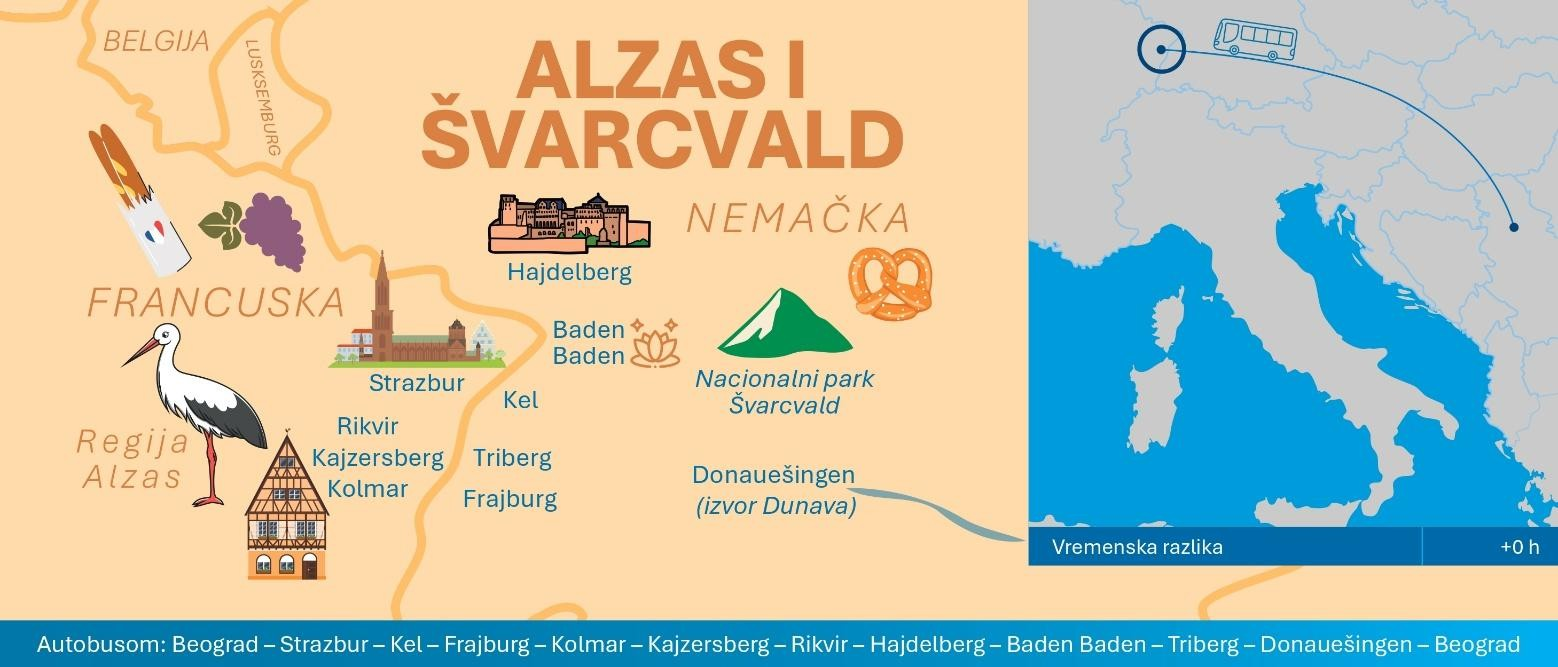 BELGIJA
LUSKSEMBURG
ALZAS I
ŠVARCVALD
NEMAČKA
Hajdelberg
FRANCUSKA
Baden
Baden
Strazbur
Nacionalni park
Švarcvald
Kel
Rikvir
Regija
Alzas
Kajzersberg
Triberg
Kolmar
Frajburg
Donauešingen
(izvor Dunava)
Vremenska razlika +0 h
Autobusom: Beograd – Strazbur – Kel – Frajburg – Kolmar – Kajzersberg – Rikvir – Hajdelberg – Baden Baden – Triberg – Donauešingen – Beograd